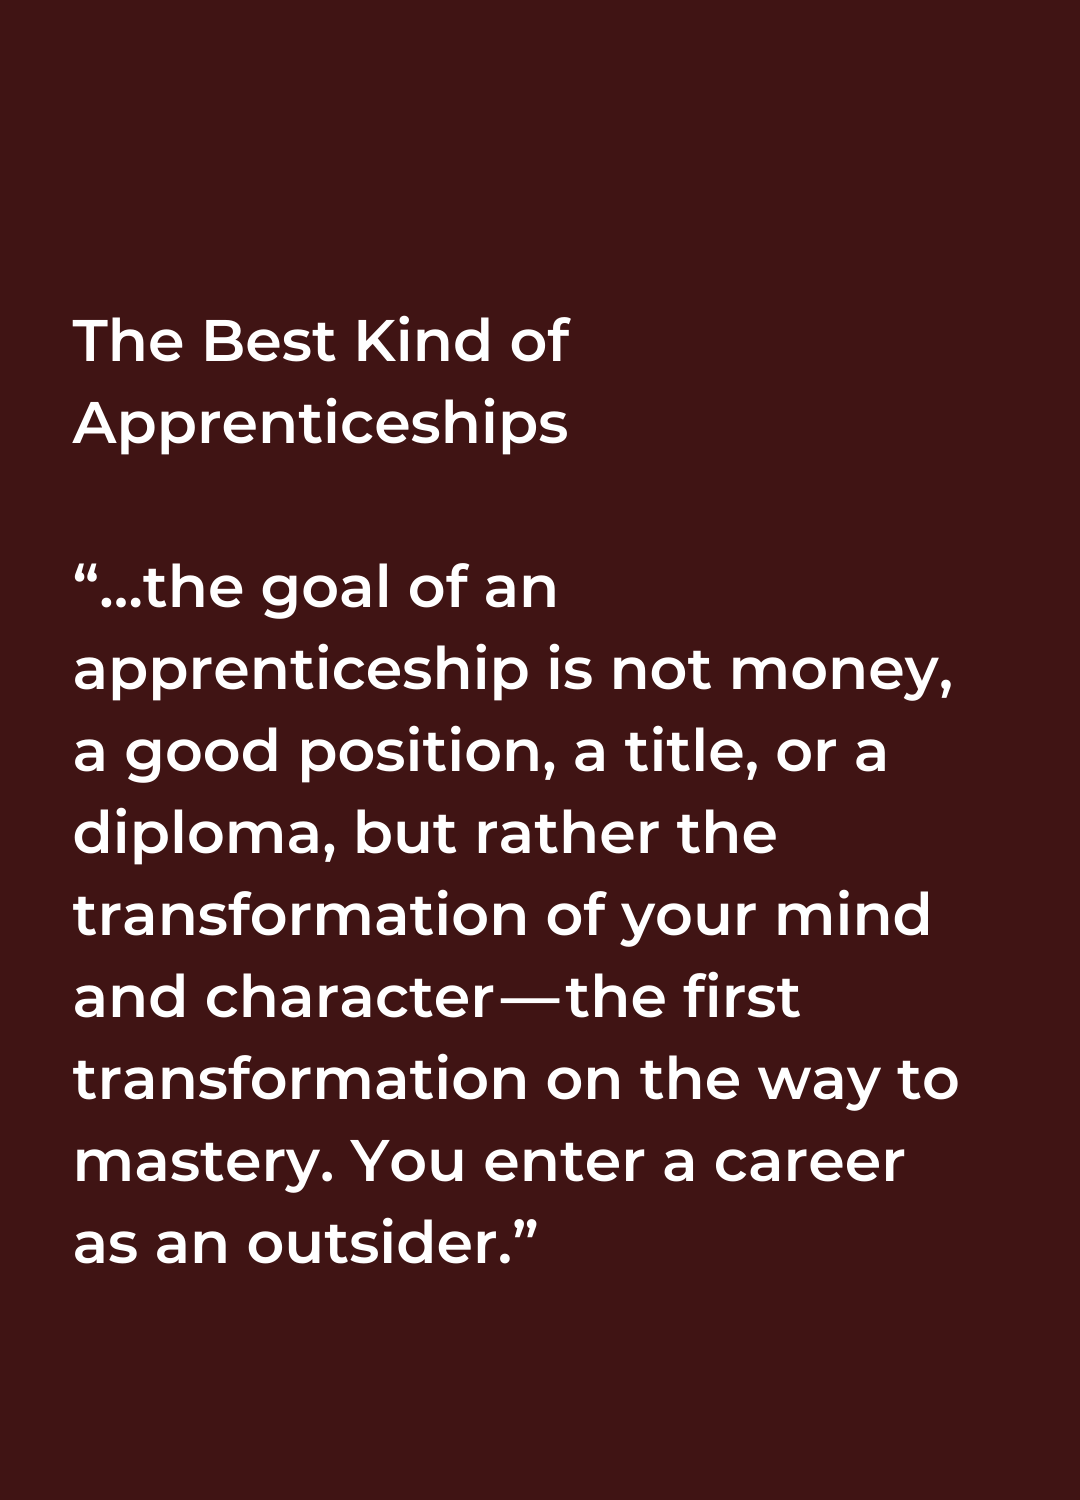 The Best Kind of
Apprenticeships
“...the goal of an
apprenticeship is not money,
a good position, a title, or a
diploma, but rather the
transformation of your mind
and character—the first
transformation on the way to
mastery. You enter a career
as an outsider.”